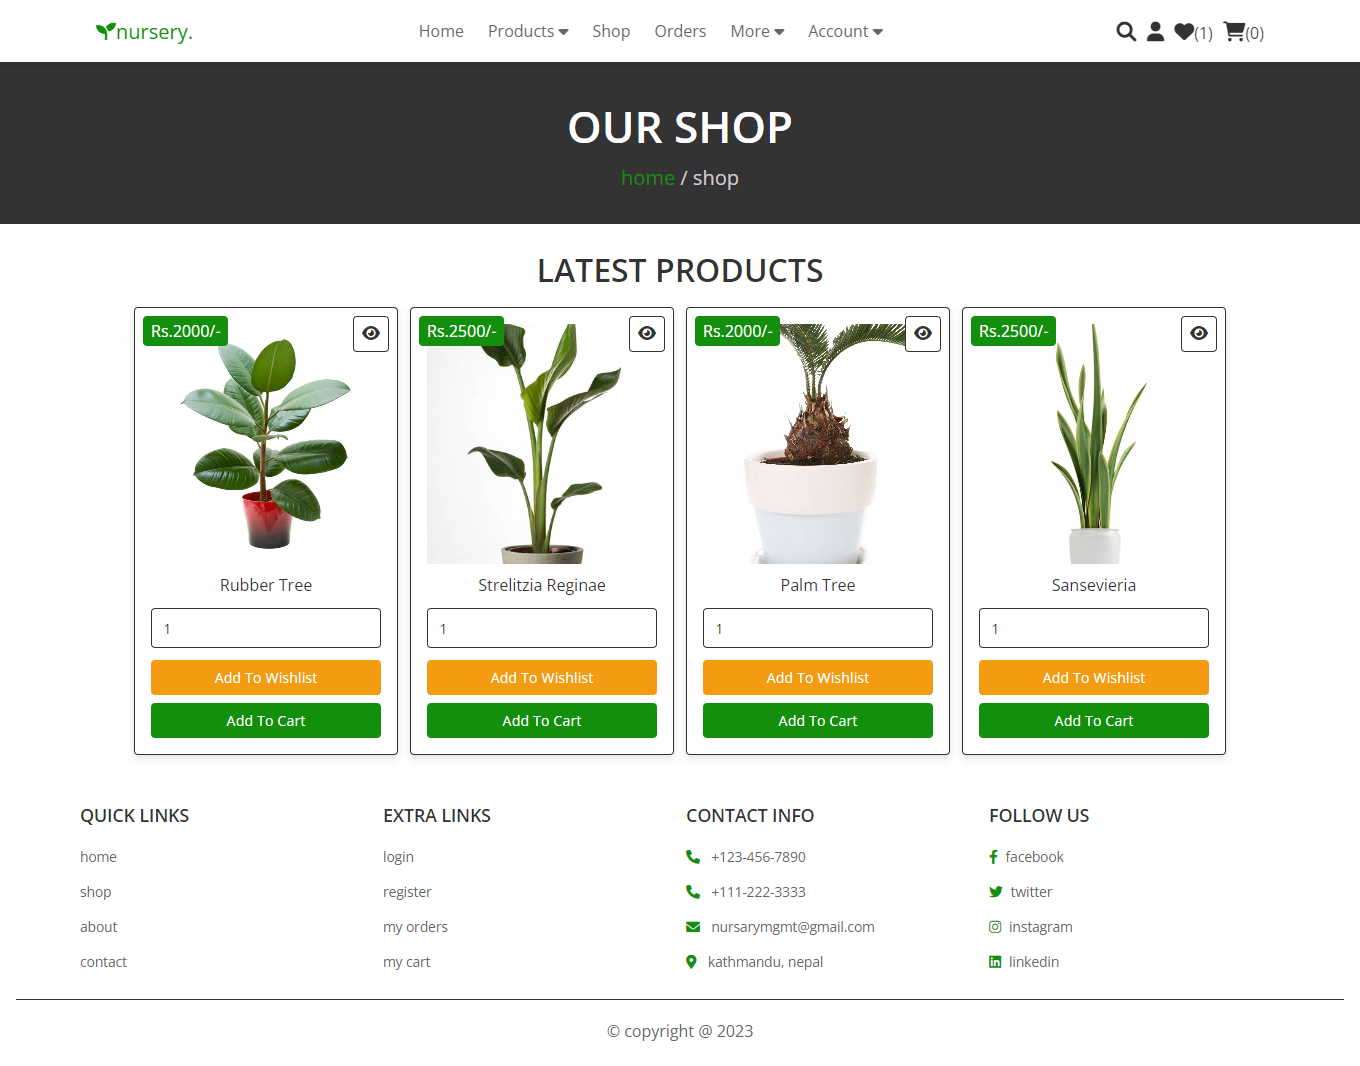 nursery.
Home Products Shop Orders More Account
(1) (0)
OUR SHOP
home / shop
LATEST PRODUCTS
Rs.2000/- Rs.2500/- Rs.2000/- Rs.2500/-
Rubber Tree Strelitzia Reginae Palm Tree Sansevieria
1 1 1 1
Add To Wishlist Add To Wishlist Add To Wishlist Add To Wishlist
Add To Cart Add To Cart Add To Cart Add To Cart
QUICK LINKS EXTRA LINKS CONTACT INFO FOLLOW US
home login +123-456-7890 facebook
shop register +111-222-3333 twitter
about my orders nursarymgmt@gmail.com instagram
contact my cart kathmandu, nepal linkedin
© copyright @ 2023